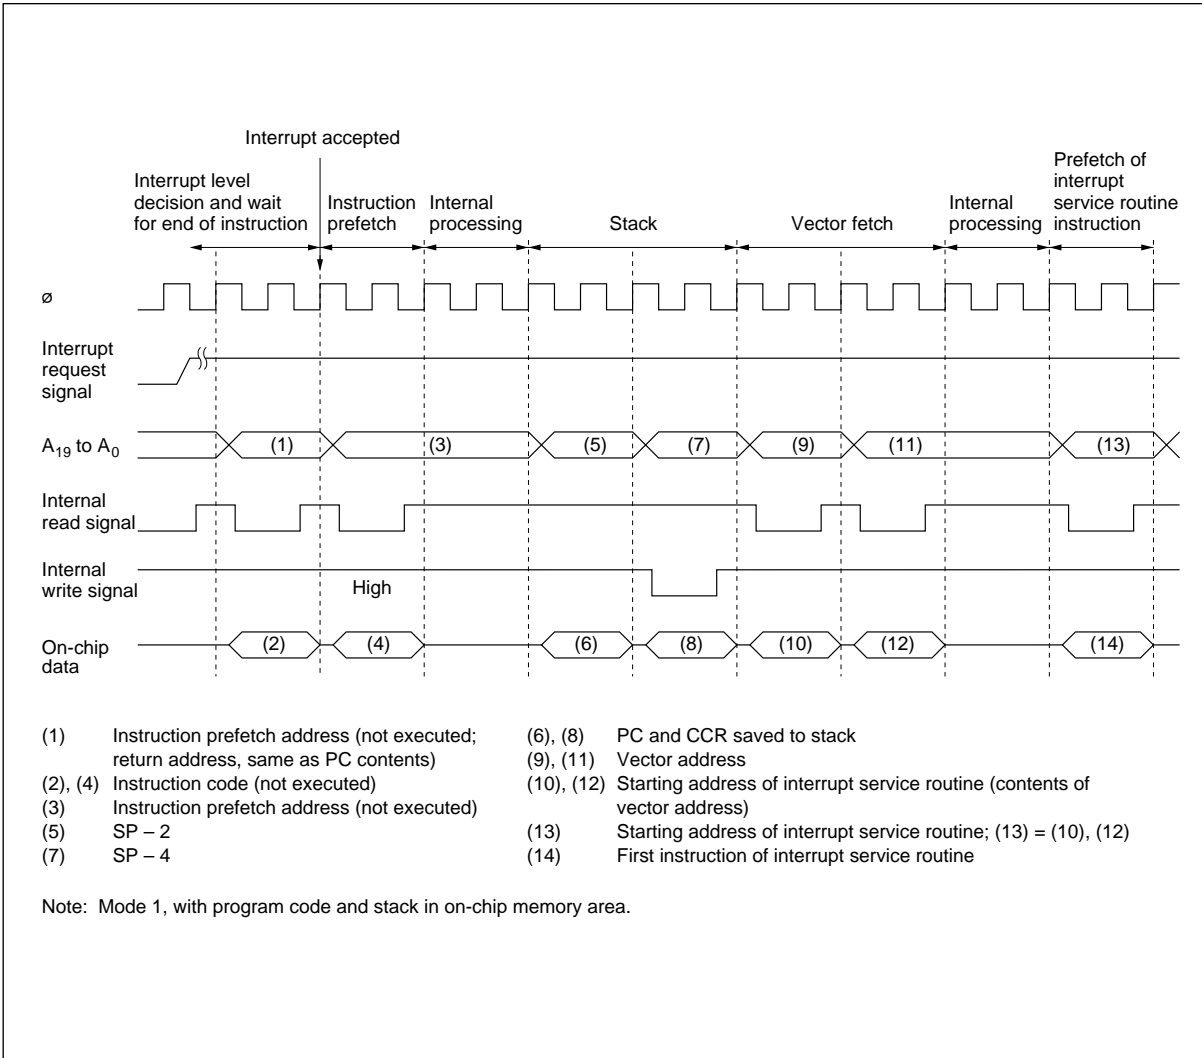 Interrupt accepted
Interrupt level
decision and wait
for end of instruction
Instruction
prefetch
Internal
processing
Stack
Vector fetch
Internal
processing
Prefetch of
interrupt
service routine
instruction
ø
Interrupt
request
signal
A19 to A0
(1)
(3)
(5)
(7)
(9)
(11)
(13)
Internal
read signal
Internal
write signal
High
On-chip
data
(2)
(4)
(6)
(8)
(10)
(12)
(14)
(1) Instruction prefetch address (not executed;
return address, same as PC contents)
(2), (4) Instruction code (not executed)
(3) Instruction prefetch address (not executed)
(5) SP – 2
(7) SP – 4
(6), (8) PC and CCR saved to stack
(9), (11) Vector address
(10), (12) Starting address of interrupt service routine (contents of
vector address)
(13) Starting address of interrupt service routine; (13) = (10), (12)
(14) First instruction of interrupt service routine
Note: Mode 1, with program code and stack in on-chip memory area.